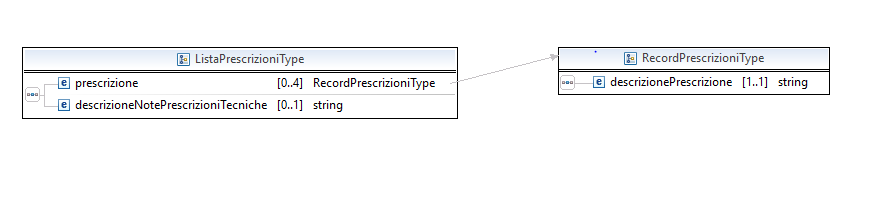 ListaPrescrizioniType
prescrizione [0..4] RecordPrescrizioniType
descrizioneNotePrescrizioniTecniche [0..1] string
RecordPrescrizioniType
descrizionePrescrizione [1..1] string